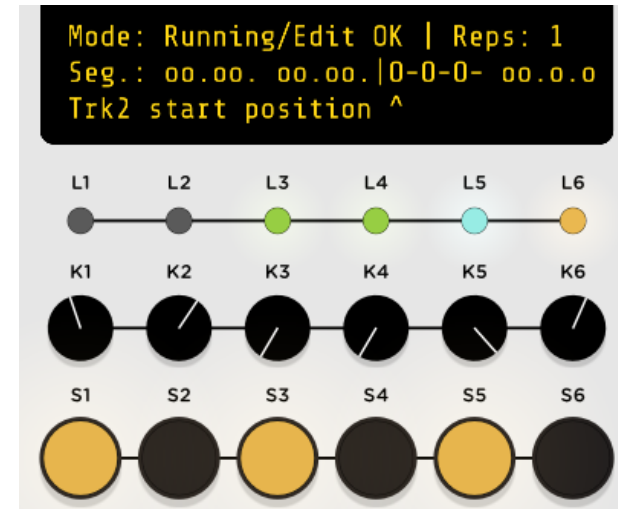 Mode: Running/Edit OK | Reps: 1
Seg.: oo.oo. oo.oo.|O-O-O- oo.o.o
Trk2 start position ^
L1 L2 L3 L4 L5 L6
K1 K2 K3 K4 K5 K6
S1 S2 S3 S4 S5 S6